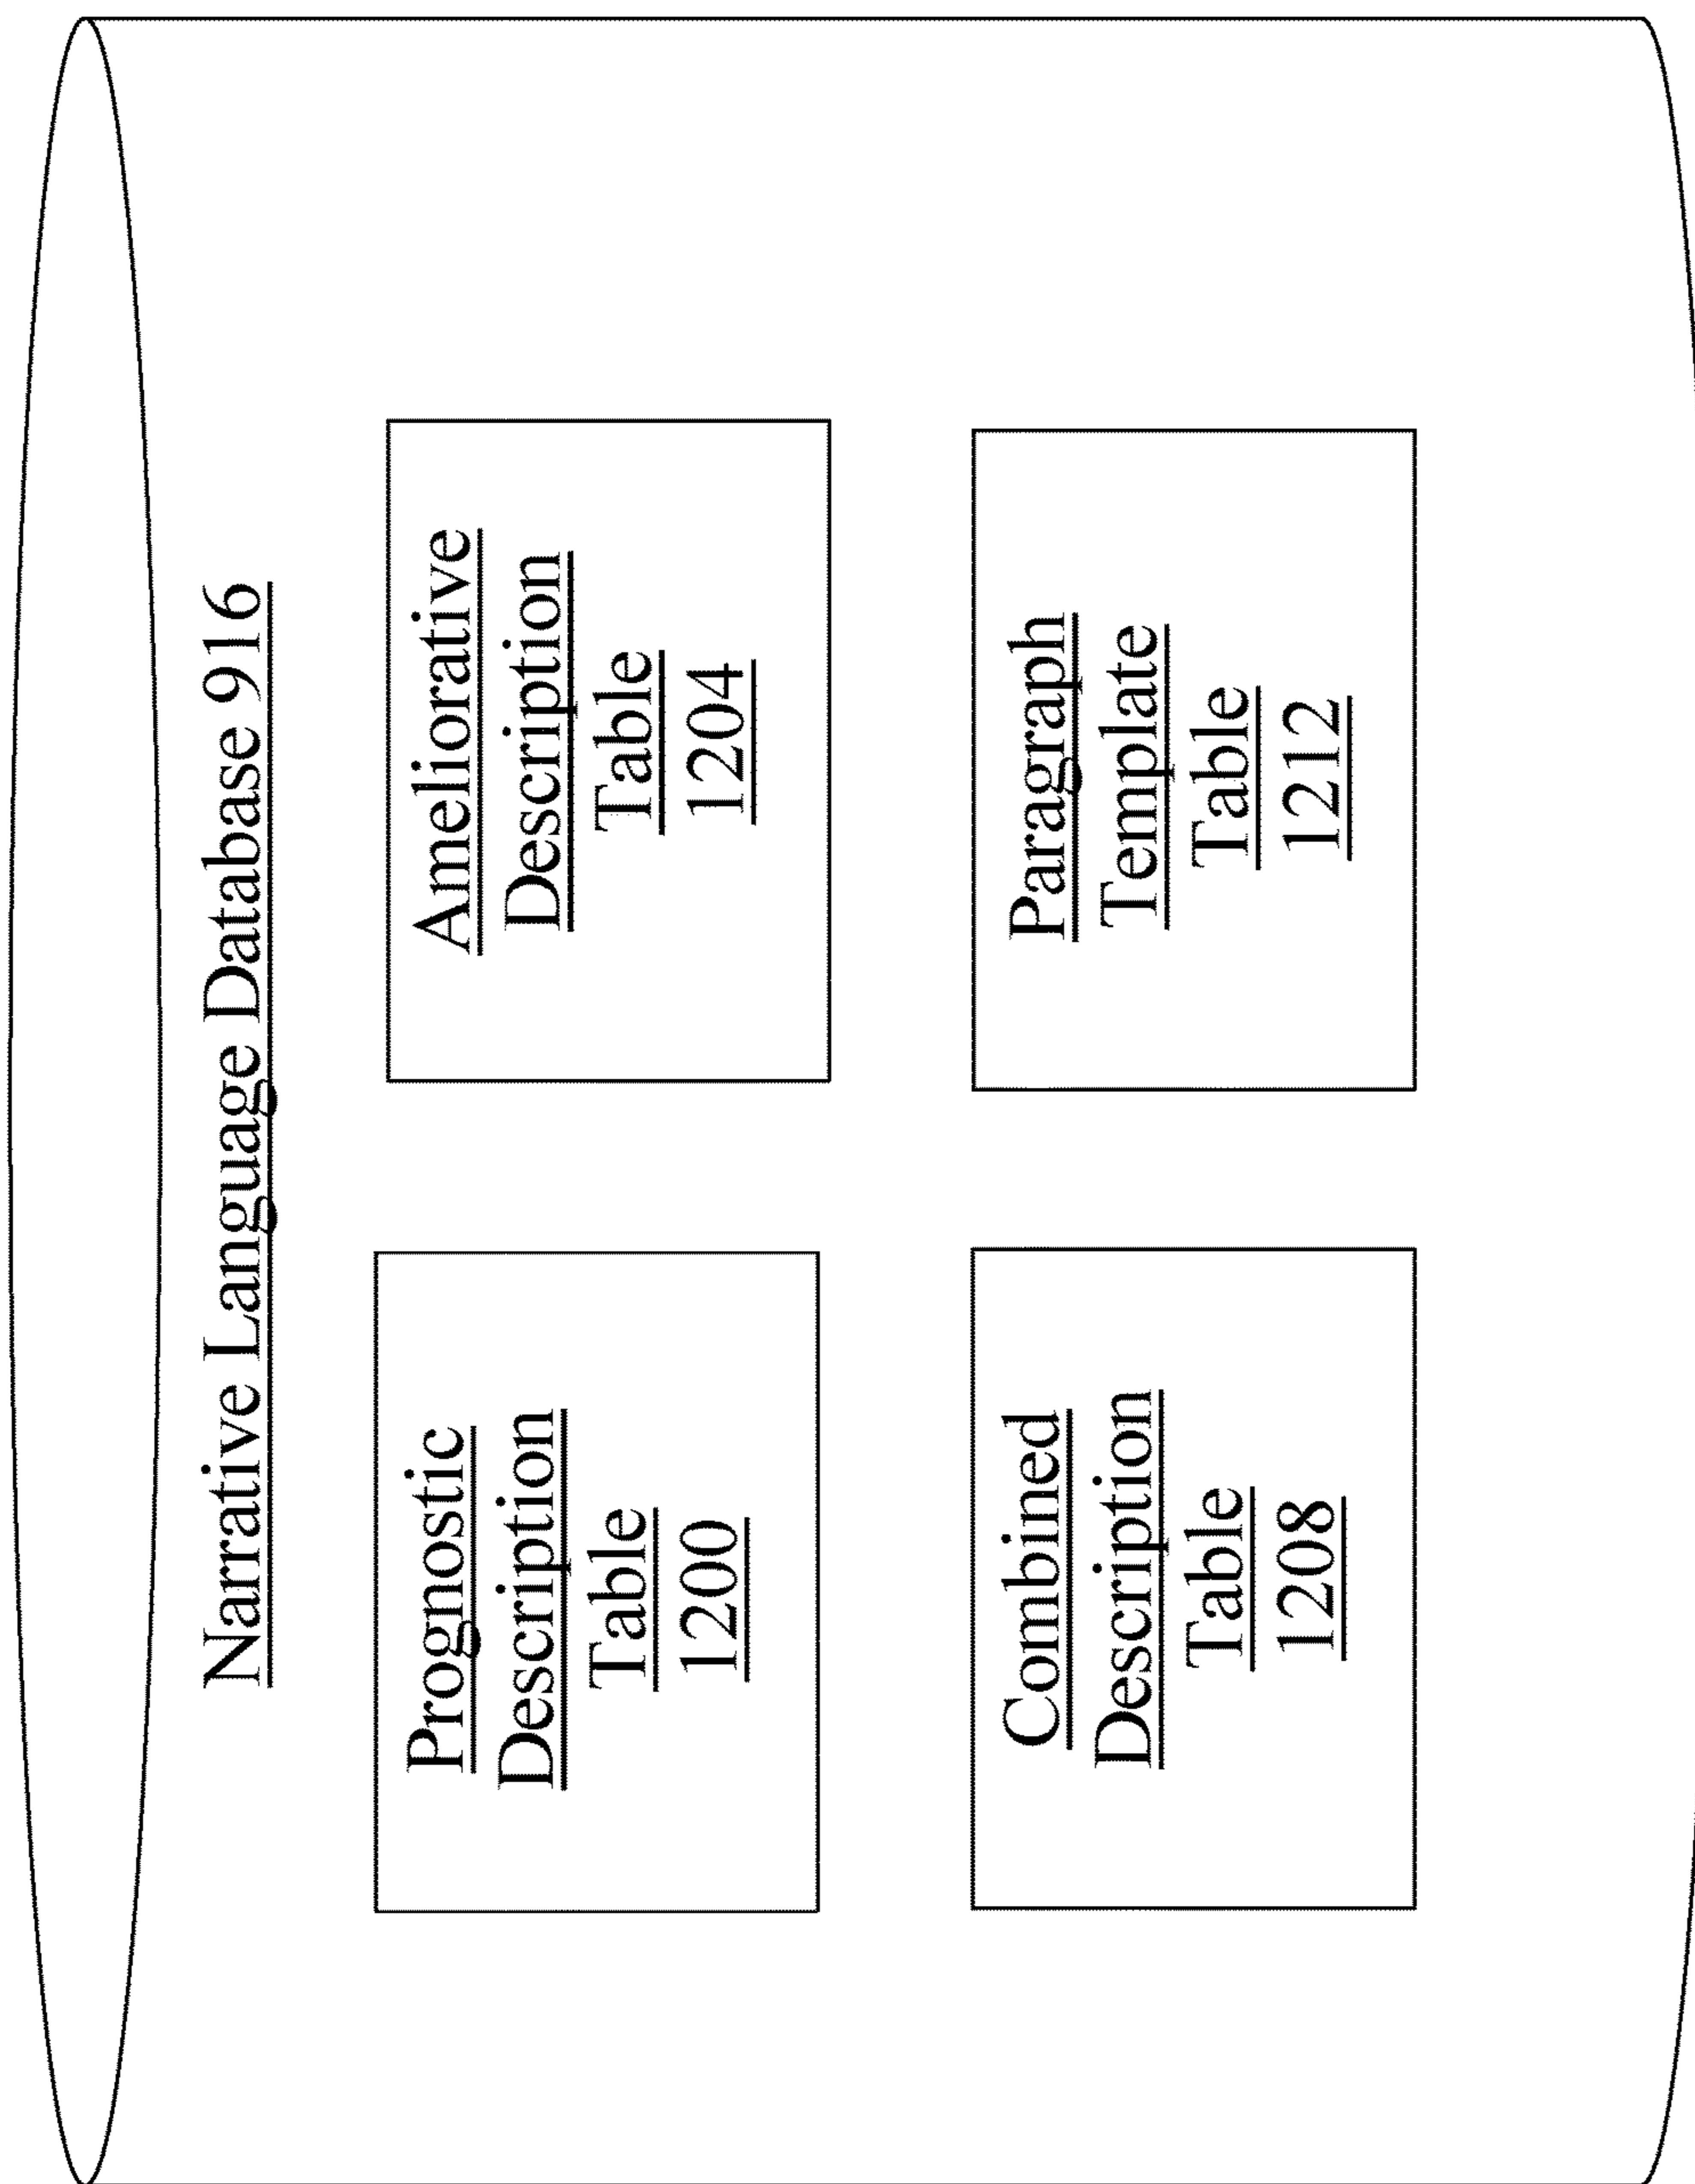 Narrative Language Database 916
Prognostic
Description
Table
1200
Ameliorative
Description
Table
1204
Combined
Description
Table
1208
Paragraph
Template
Table
1212